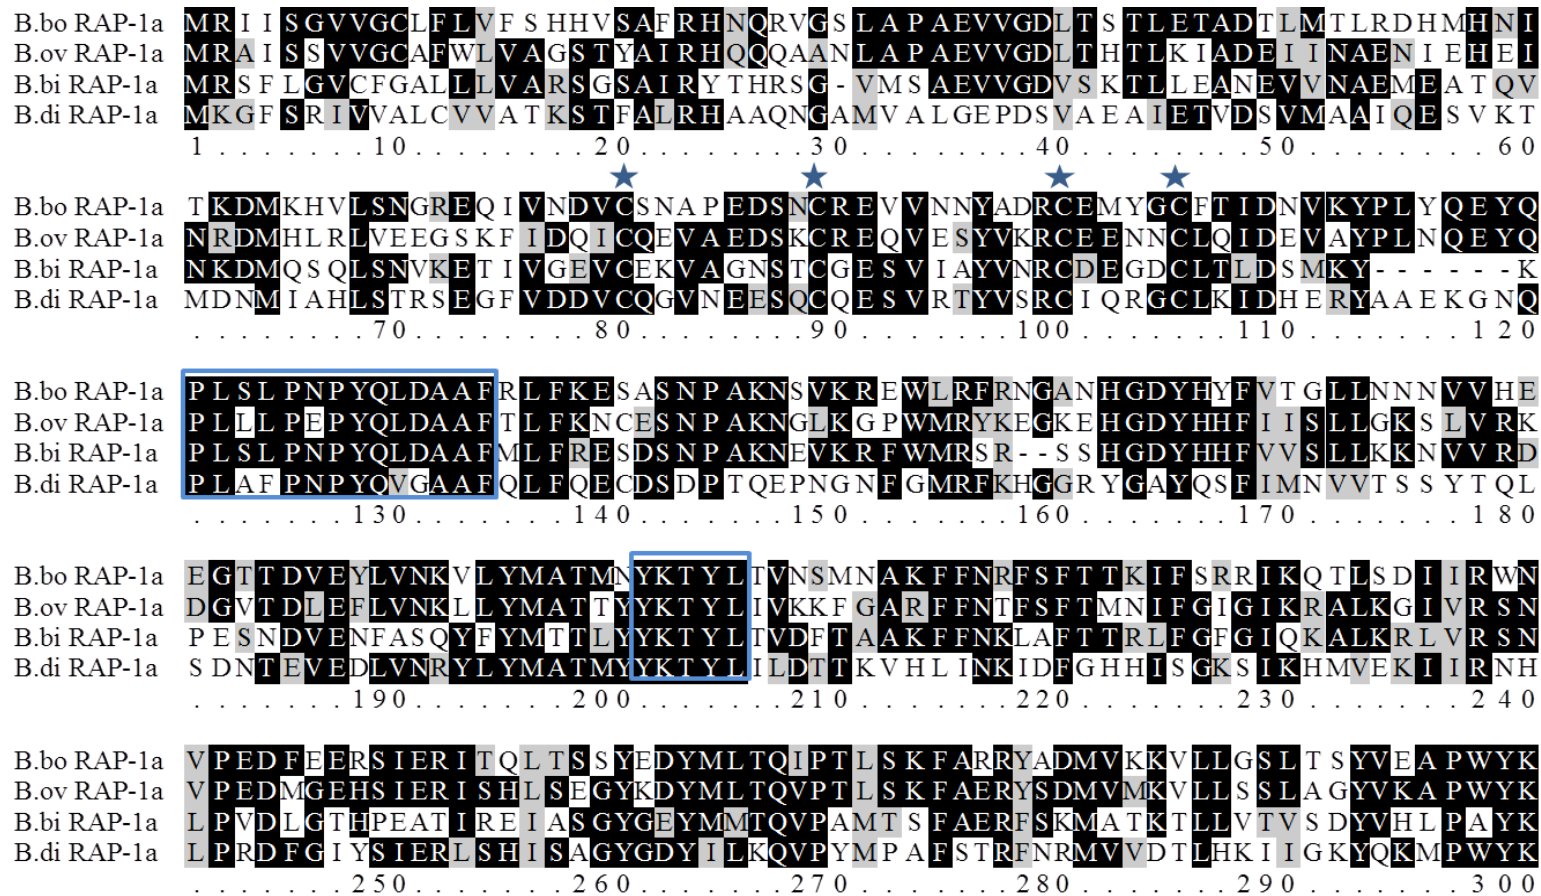 B.bo RAP-1a MRIISGVVGCLFLVFSHHVSAFRHNQRVGSLAPAEVVGDLTSTLETADTLMTLRDHMHNI
B.ov RAP-1a MRAISSVVGCAFWLVAGSTYAIRHQQQAANLAPAEVVGDLTHTLKIADEIINAENIEHEI
B.bi RAP-1a MRSFLGVCFGALLLVARSGSAIRYTHRSG-VMSAEVVGDVSKTLLEANEVVNAEMEATQV
B.di RAP-1a MKGFSRIVVALCVVATKSTFALRHAAQNGAMVALGEPDSVAEAIETVDSVMAAIQESVKT
1.......10........20........30........40........50........60
B.bo RAP-1a TKDMKHVLSNGREQIVNDVCSNAPEDSNCREVVNNYADRCEMYGCFTIDNVKYPLYQEYQ
B.ov RAP-1a NRDMHLRLVEEGSKFIDQICQEVAEDSKCREQVESYVKRCEENNCLQIDEVAYPLNQEYQ
B.bi RAP-1a NKDMQSQLSNVKETIVGEVCEKVAGNSTCGESVIAYVNRCDEGDCLTLDSMKY------K
B.di RAP-1a MDNMIAHLSTRSEGFVDDVCQGVNEESQCQESVRTYVSRCIQRGCLKIDHERYAAEKGNQ
........70........80........90.......100.......110.......120
B.bo RAP-1a PLSLPNPYQLDAAFRLFKESASNPAKNSVKREWLRFRNGANHGDYHYFVTGLLNNNVVHE
B.ov RAP-1a PLLLPEPYQLDAAFTLFKNCESNPAKNGLKGPWMRYKEGKEHGDYHHFIISLLGKSLVRK
B.bi RAP-1a PLSLPNPYQLDAAFMLFRESDSNPAKNEVKRFWMRSR--SSHGDYHHFVVSLLKKNVVRD
B.di RAP-1a PLAFPNPYQVGAAFQLFQECDSDPTQEPNGNFGMRFKHGGRYGAYQSFIMNVVTSSYTQL
.......130.......140.......150.......160.......170.......180
B.bo RAP-1a EGTTDVEYLVNKVLYMATMNYKTYLTVNSMNAKFFNRFSFTTKIFSRRIKQTLSDIIRWN
B.ov RAP-1a DGVTDLEFLVNKLLYMATTYYKTYLIVKKFGARFFNTFSFTMNIFGIGIKRALKGIVRSN
B.bi RAP-1a PESNDVENFASQYFYMTTLYYKTYLTVDFTAAKFFNKLAFTTRLFGFGIQKALKRLVRSN
B.di RAP-1a SDNTEVEDLVNRYLYMATMYYKTYLILDTTKVHLINKIDFGHHISGKSIKHMVEKIIRNH
.......190.......200.......210.......220.......230.......240
B.bo RAP-1a VPEDFEERSIERITQLTSSYEDYMLTQIPTLSKFARRYADMVKKVLLGSLTSYVEAPWYK
B.ov RAP-1a VPEDMGEHSIERISHLSEGYKDYMLTQVPTLSKFAERYSDMVMKVLLSSLAGYVKAPWYK
B.bi RAP-1a LPVDLGTHPEATIREIASGYGEYMMTQVPAMTSFAERFSKMATKTLLVTVSDYVHLPAYK
B.di RAP-1a LPRDFGIYSIERLSHISAGYGDYILKQVPYMPAFSTRFNRMVVDTLHKIIGKYQKMPWYK
.......250.......260.......270.......280.......290.......300